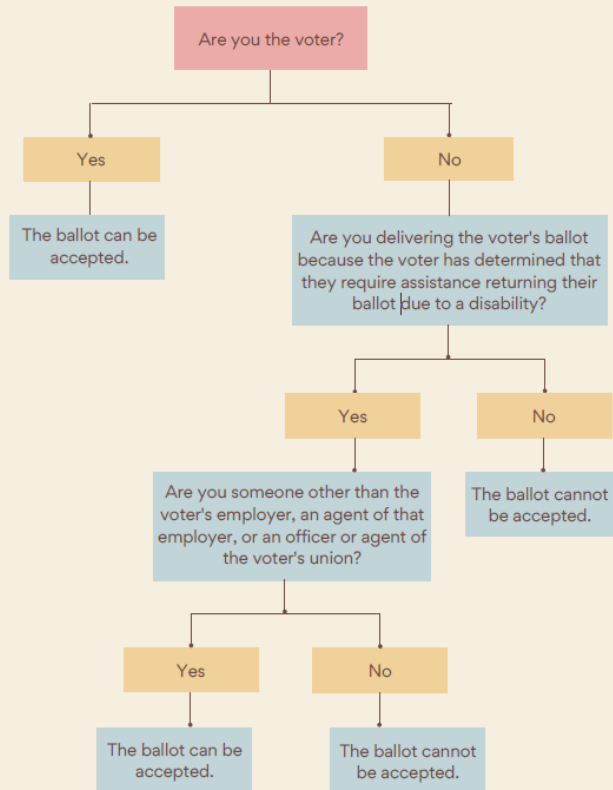 Are you the voter?
Yes
No
The ballot can be
accepted.
Are you delivering the voter's ballot
because the voter has determined that
they require assistance returning their
ballot due to a disability?
Yes
No
Are you someone other than the
voter's employer, an agent of that
employer, or an officer or agent of
the voter's union?
The ballot cannot
be accepted.
Yes
No
The ballot can be
accepted.
The ballot cannot
be accepted.